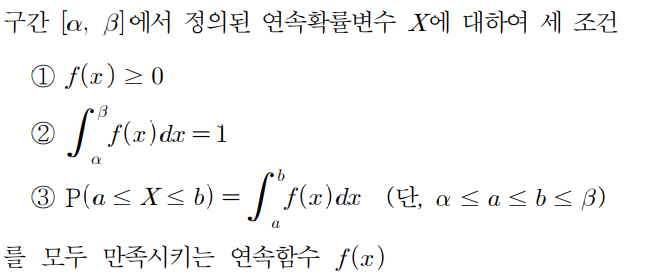 구간 [α, β]에서 정의된 연속확률변수 X에 대하여 세 조건
① f(x) ≥ 0
② ∫_α^β f(x)dx = 1
③ P(a ≤ X ≤ b) = ∫_a^b f(x)dx (단, α ≤ a ≤ b ≤ β)
를 모두 만족시키는 연속함수 f(x)